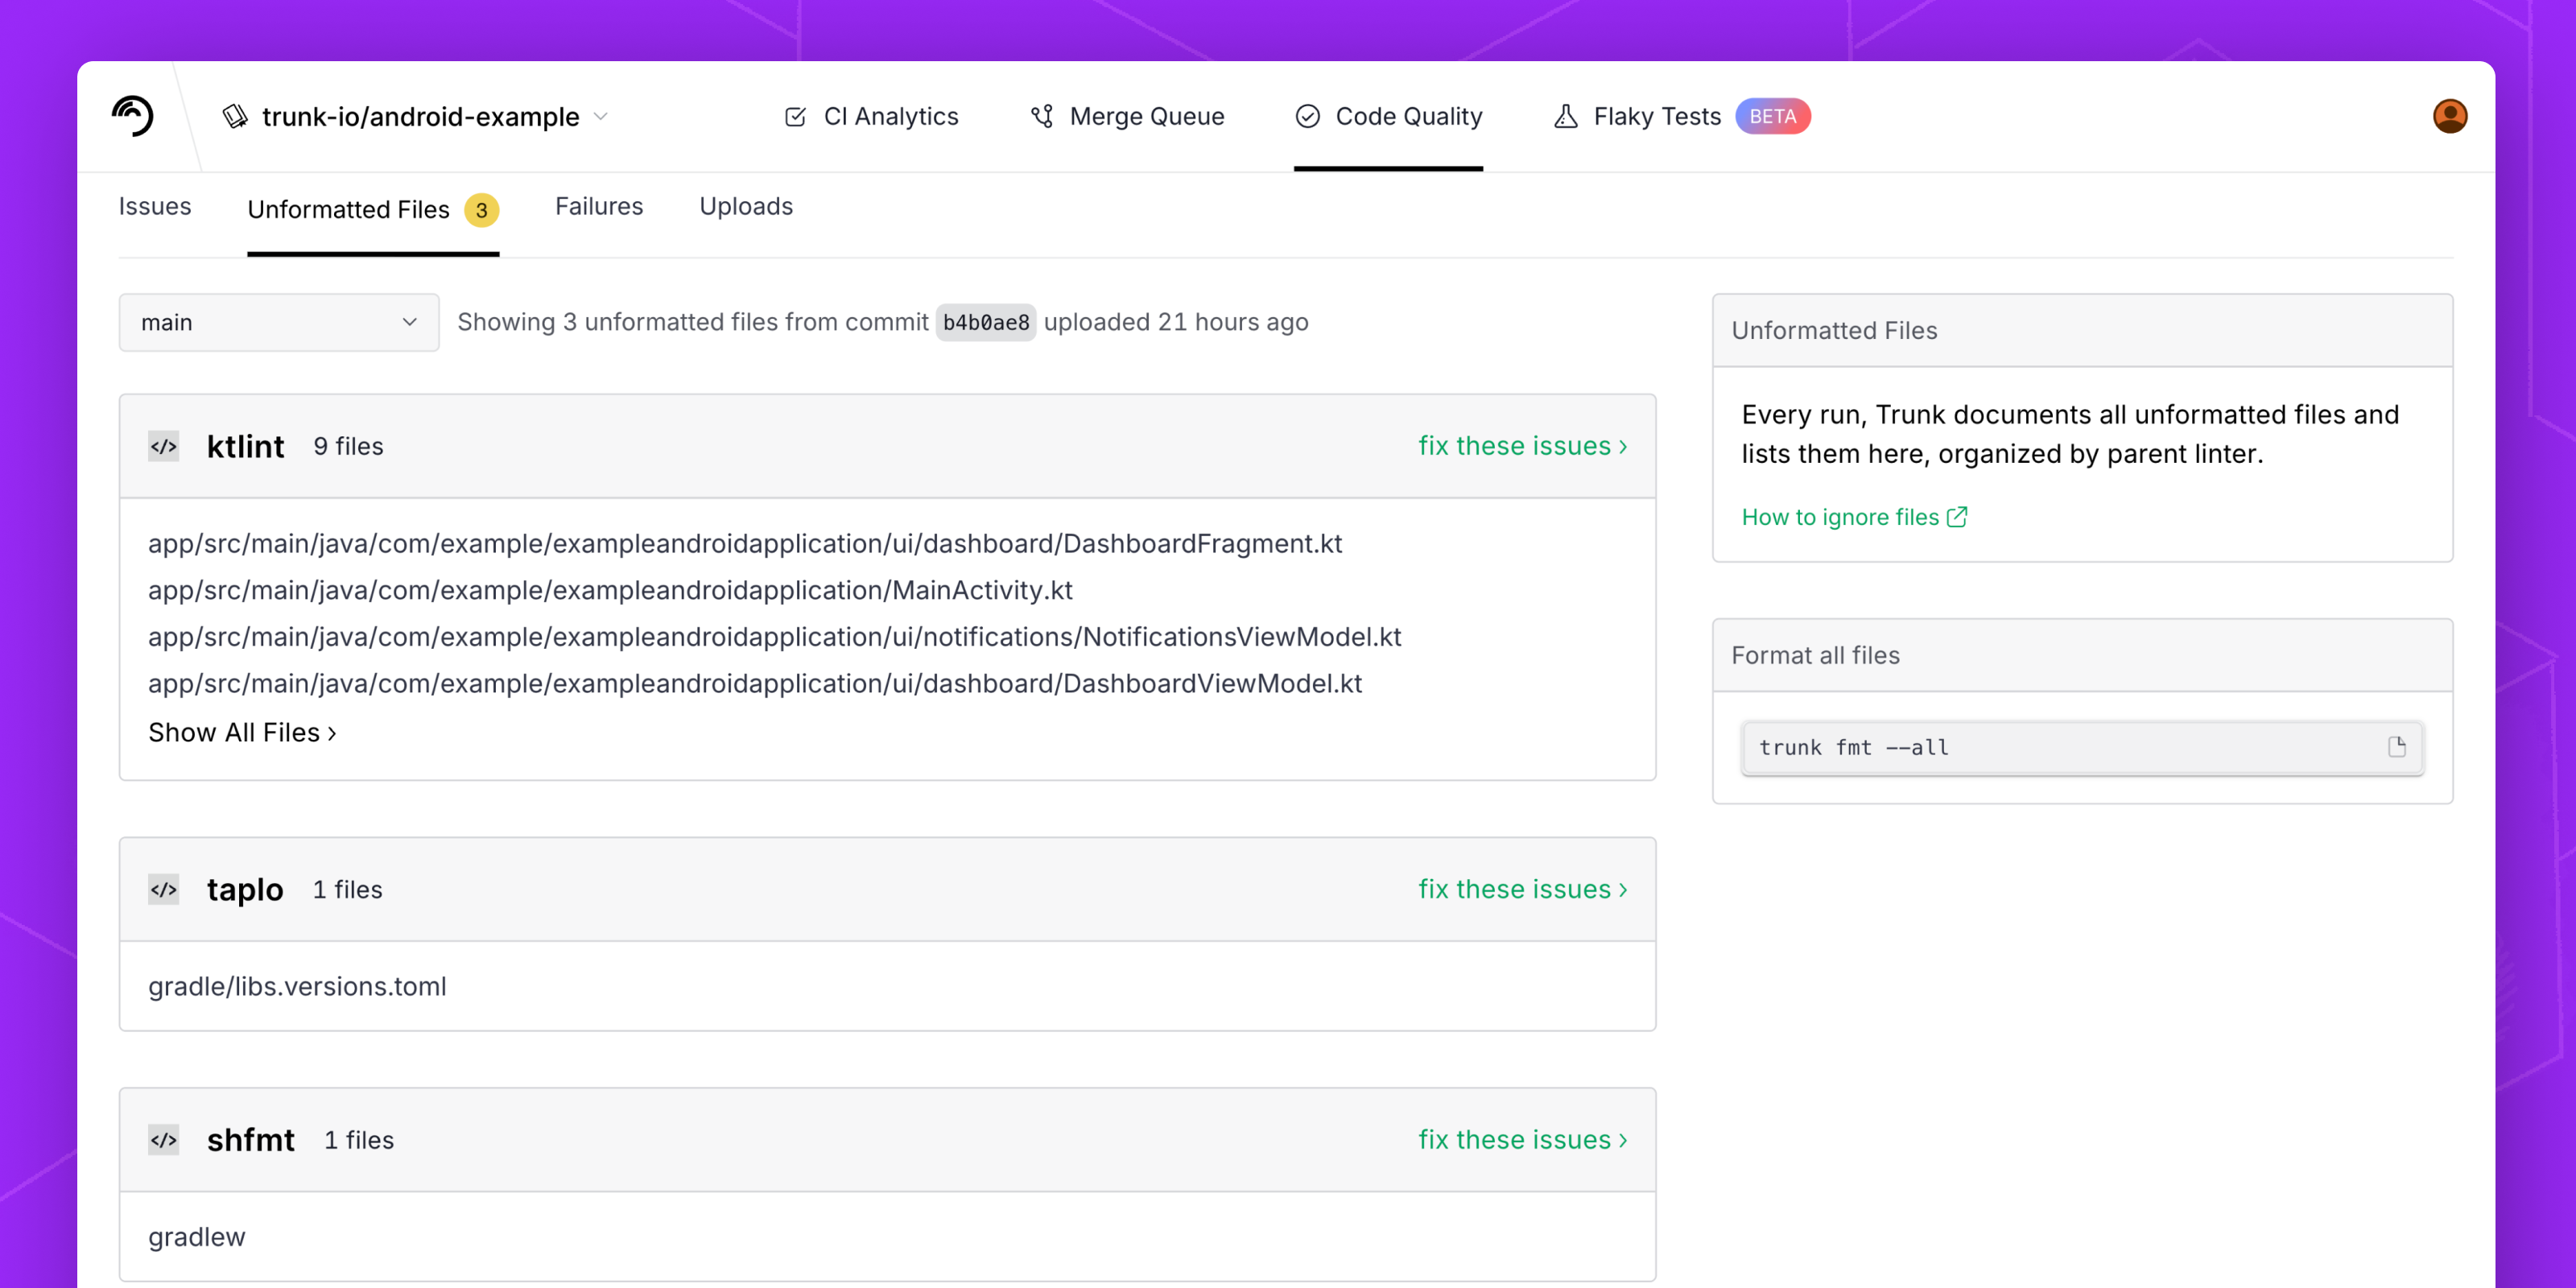 trunk-io/android-example
CI Analytics
Merge Queue
Code Quality
Flaky Tests BETA
Issues
Unformatted Files 3
Failures
Uploads
main
Showing 3 unformatted files from commit b4b0ae8 uploaded 21 hours ago
</> ktlint 9 files
fix these issues ›
app/src/main/java/com/example/exampleandroidapplication/ui/dashboard/DashboardFragment.kt
app/src/main/java/com/example/exampleandroidapplication/MainActivity.kt
app/src/main/java/com/example/exampleandroidapplication/ui/notifications/NotificationsViewModel.kt
app/src/main/java/com/example/exampleandroidapplication/ui/dashboard/DashboardViewModel.kt
Show All Files ›
</> taplo 1 files
fix these issues ›
gradle/libs.versions.toml
</> shfmt 1 files
fix these issues ›
gradlew
Unformatted Files
Every run, Trunk documents all unformatted files and
lists them here, organized by parent linter.
How to ignore files
Format all files
trunk fmt --all